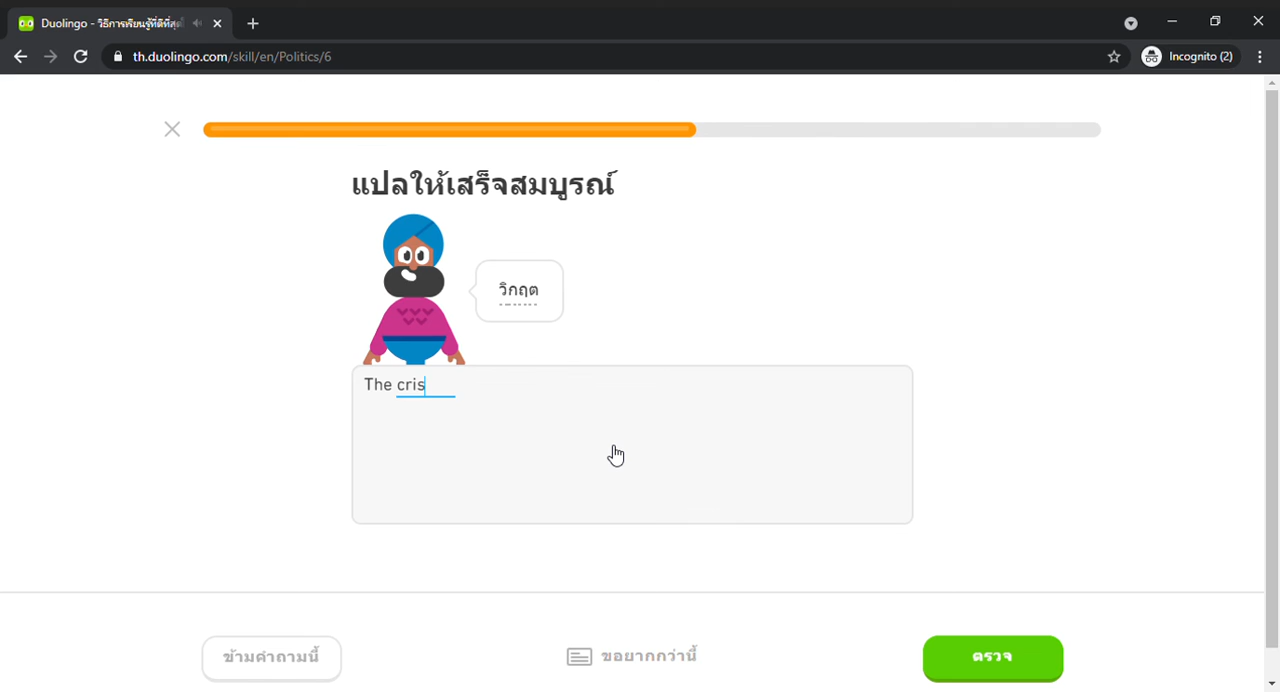 Duolingo - วิธีการเรียนรู้ที่ดีที่สุด
th.duolingo.com/skill/en/Politics/6
Incognito (2)
แปลให้เสร็จสมบูรณ์
วิกฤต
The cris
ข้ามคำถามนี้
ขอยากกว่านี้
ตรวจ